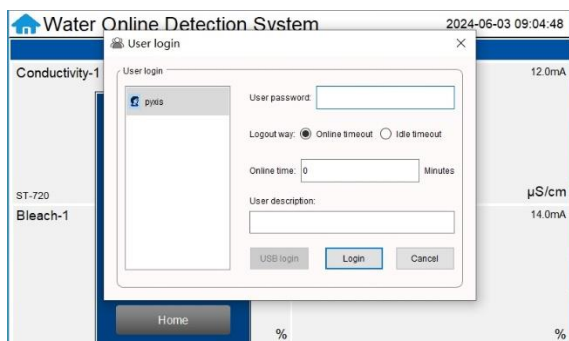 Water Online Detection System
2024-06-03 09:04:48
User login
Conductivity-1
12.0mA
User login
pyxis
User password:
Logout way: Online timeout Idle timeout
Online time: 0 Minutes
ST-720
µS/cm
User description:
Bleach-1
14.0mA
USB login Login Cancel
Home
%
%